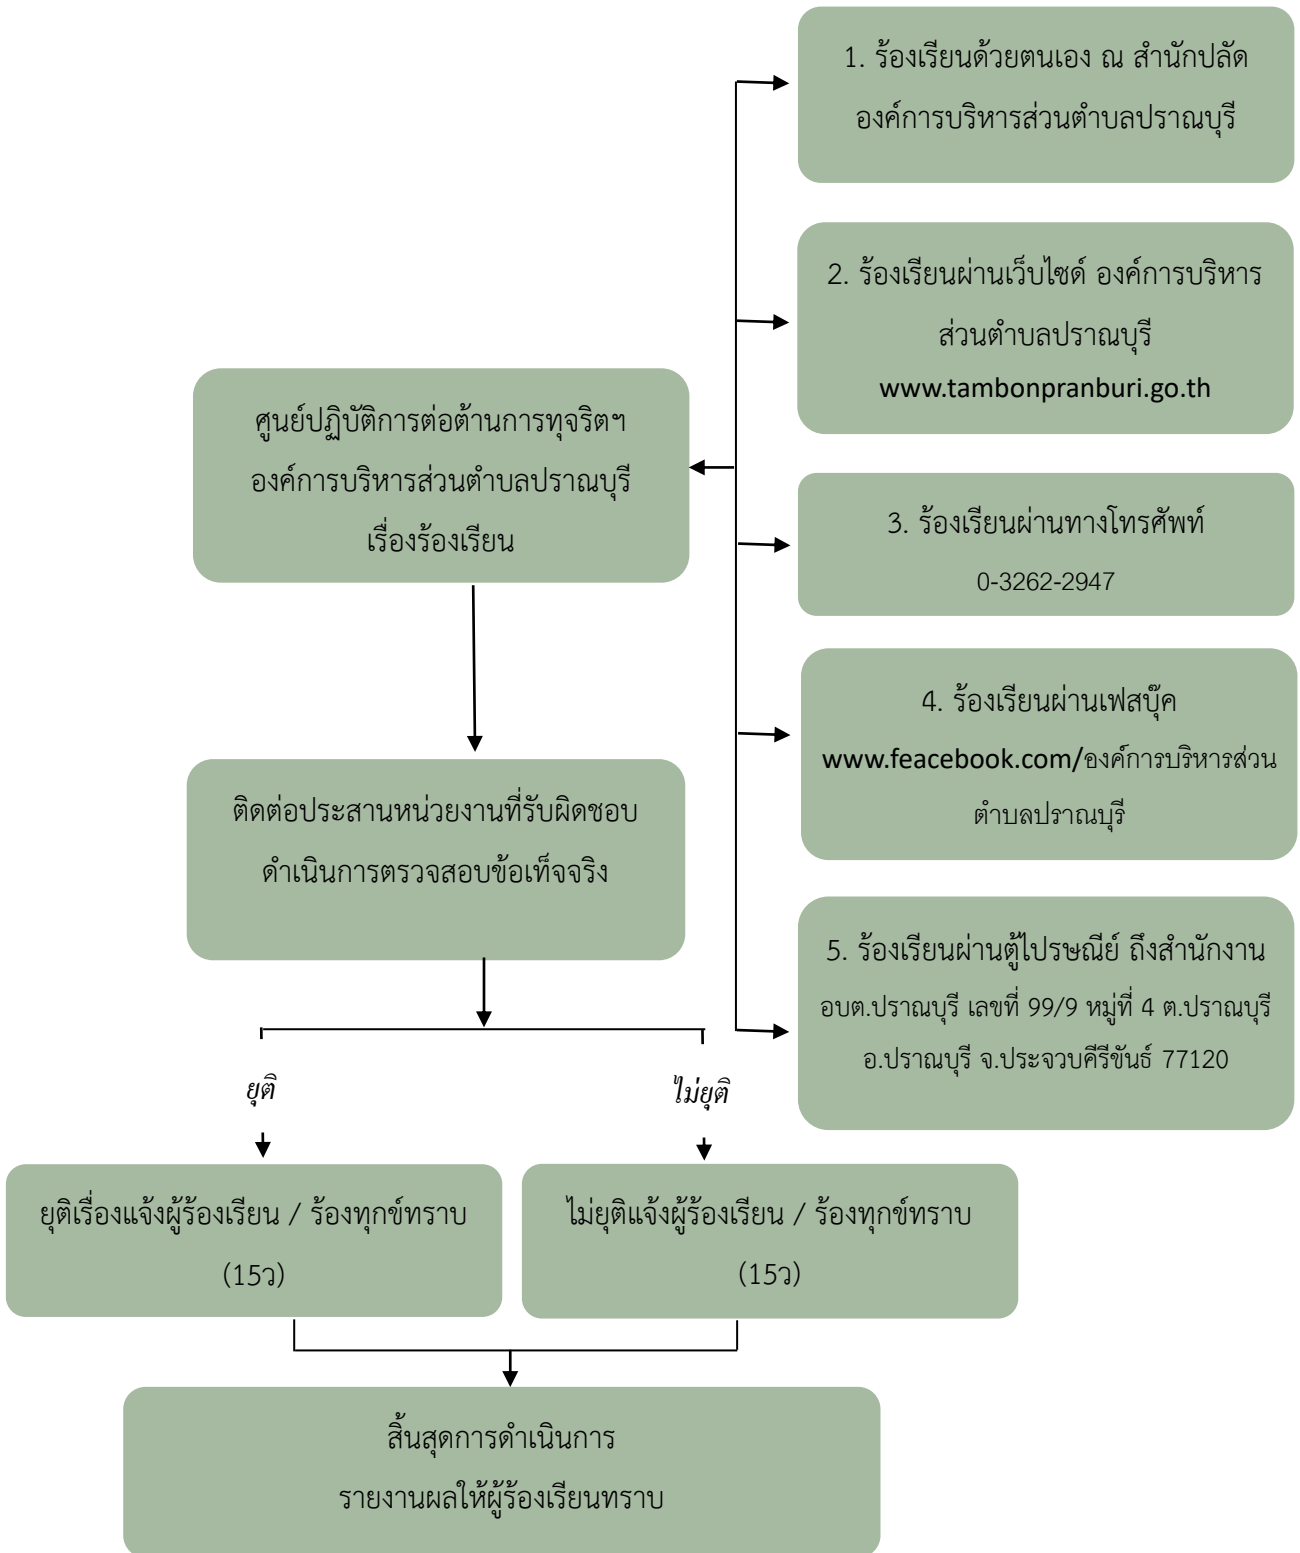 1. ร้องเรียนด้วยตนเอง ณ สำนักปลัด
องค์การบริหารส่วนตำบลปราณบุรี
2. ร้องเรียนผ่านเว็บไซด์ องค์การบริหาร
ส่วนตำบลปราณบุรี
www.tambonpranburi.go.th
ศูนย์ปฏิบัติการต่อต้านการทุจริตฯ
องค์การบริหารส่วนตำบลปราณบุรี
เรื่องร้องเรียน
3. ร้องเรียนผ่านทางโทรศัพท์
0-3262-2947
4. ร้องเรียนผ่านเฟสบุ๊ค
www.feacebook.com/องค์การบริหารส่วน
ตำบลปราณบุรี
ติดต่อประสานหน่วยงานที่รับผิดชอบ
ดำเนินการตรวจสอบข้อเท็จจริง
5. ร้องเรียนผ่านตู้ไปรษณีย์ ถึงสำนักงาน
อบต.ปราณบุรี เลขที่ 99/9 หมู่ที่ 4 ต.ปราณบุรี
อ.ปราณบุรี จ.ประจวบคีรีขันธ์ 77120
ยุติ
ไม่ยุติ
ยุติเรื่องแจ้งผู้ร้องเรียน / ร้องทุกข์ทราบ
(15ว)
ไม่ยุติแจ้งผู้ร้องเรียน / ร้องทุกข์ทราบ
(15ว)
สิ้นสุดการดำเนินการ
รายงานผลให้ผู้ร้องเรียนทราบ